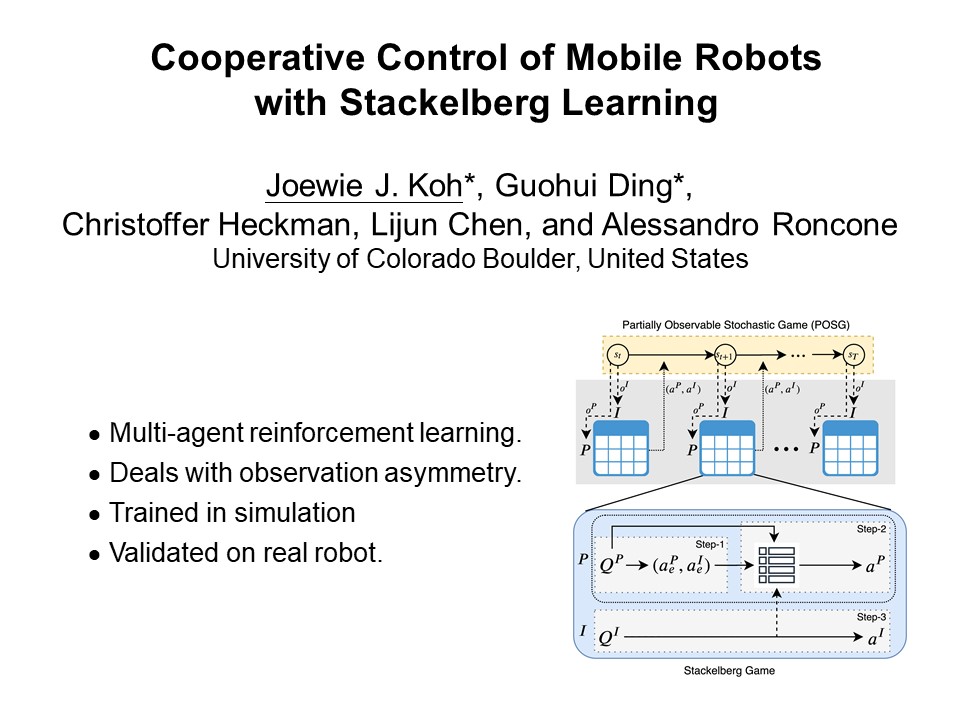 Cooperative Control of Mobile Robots
with Stackelberg Learning
Joewie J. Koh*, Guohui Ding*,
Christoffer Heckman, Lijun Chen, and Alessandro Roncone
University of Colorado Boulder, United States
● Multi-agent reinforcement learning.
● Deals with observation asymmetry.
● Trained in simulation
● Validated on real robot.
Partially Observable Stochastic Game (POSG)
s_t s_{t+1} ... s_T
o^I (a^P, a^I) o^I (a^P, a^I) o^I
o^P I o^P I o^P I
P P ... P
Step-2
Step-1
P Q^P (a_e^P, a_e^I) a^P
Step-3
I Q^I a^I
Stackelberg Game